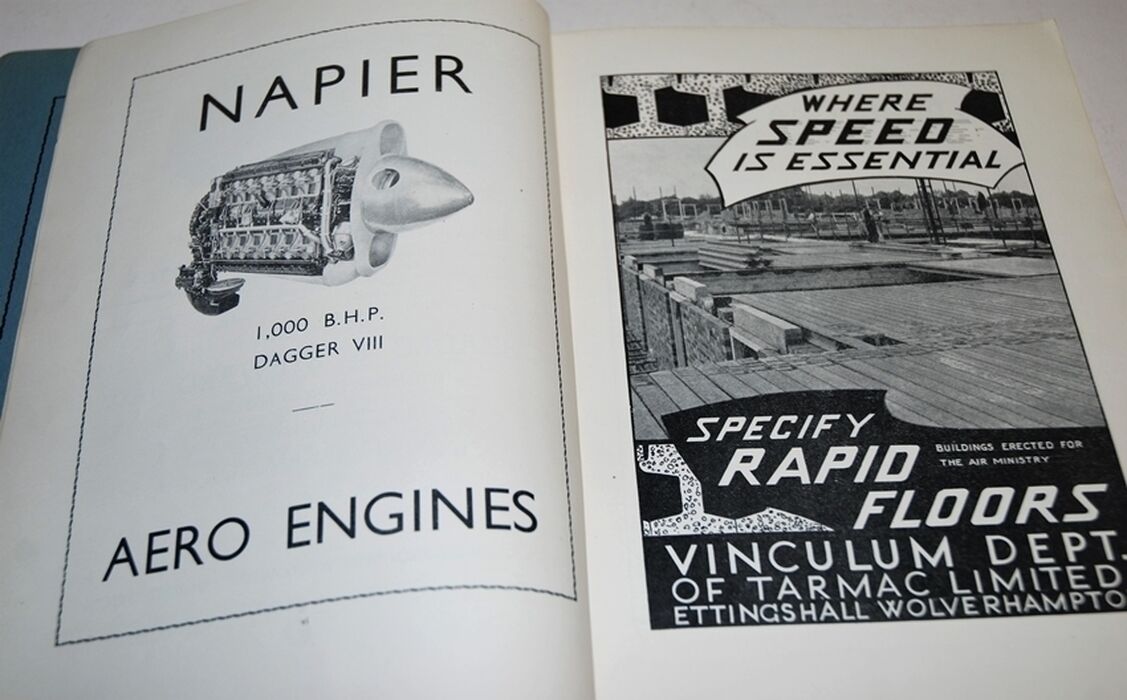 NAPIER
1,000 B.H.P.
DAGGER VIII
AERO ENGINES
WHERE
SPEED
IS ESSENTIAL
SPECIFY
RAPID
FLOORS
BUILDINGS ERECTED FOR
THE AIR MINISTRY
VINCULUM DEPT.
OF TARMAC LIMITED
ETTINGSHALL WOLVERHAMPTO